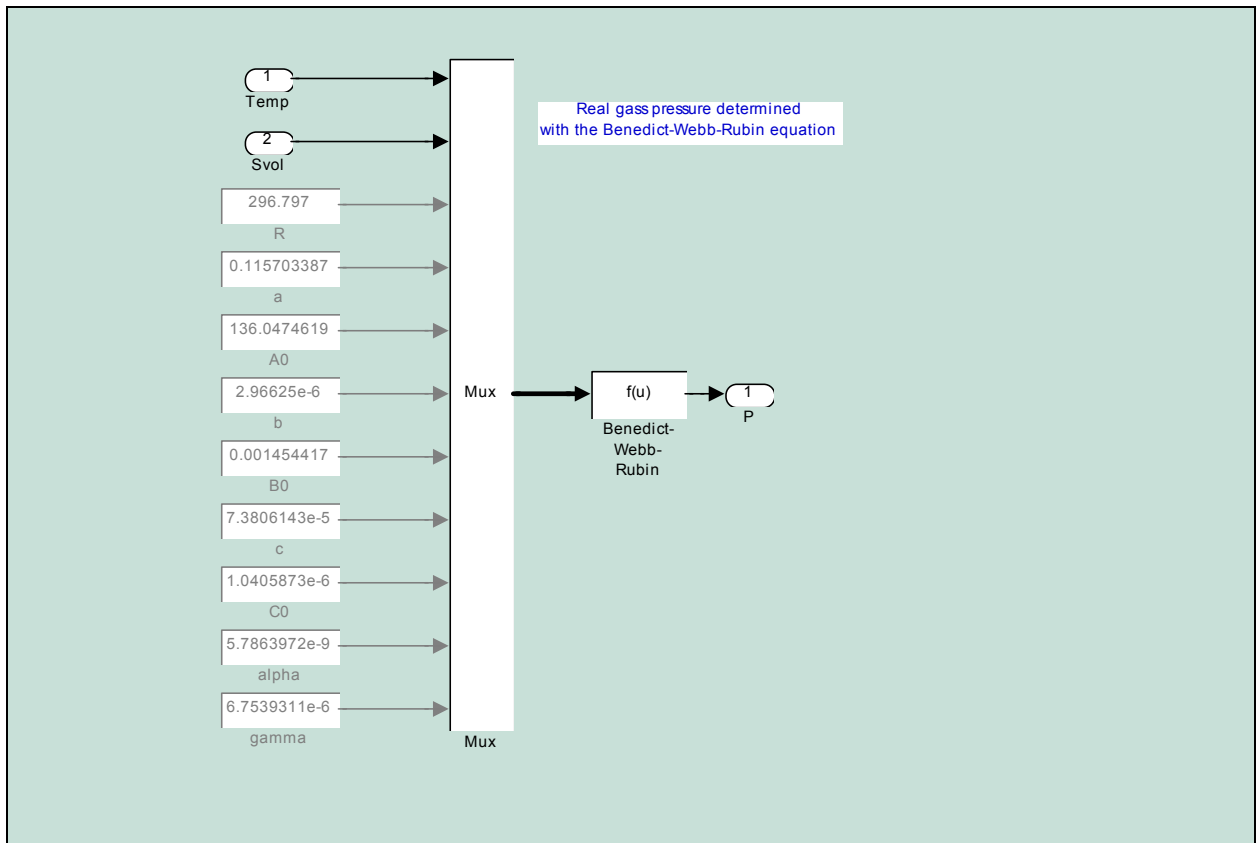 1
Temp
Real gass pressure determined
with the Benedict-Webb-Rubin equation
2
Svol
296.797
R
0.115703387
a
136.0474619
A0
2.96625e-6
b
Mux
f(u)
1
P
Benedict-
Webb-
Rubin
0.001454417
B0
7.3806143e-5
c
1.0405873e-6
C0
5.7863972e-9
alpha
6.7539311e-6
gamma
Mux